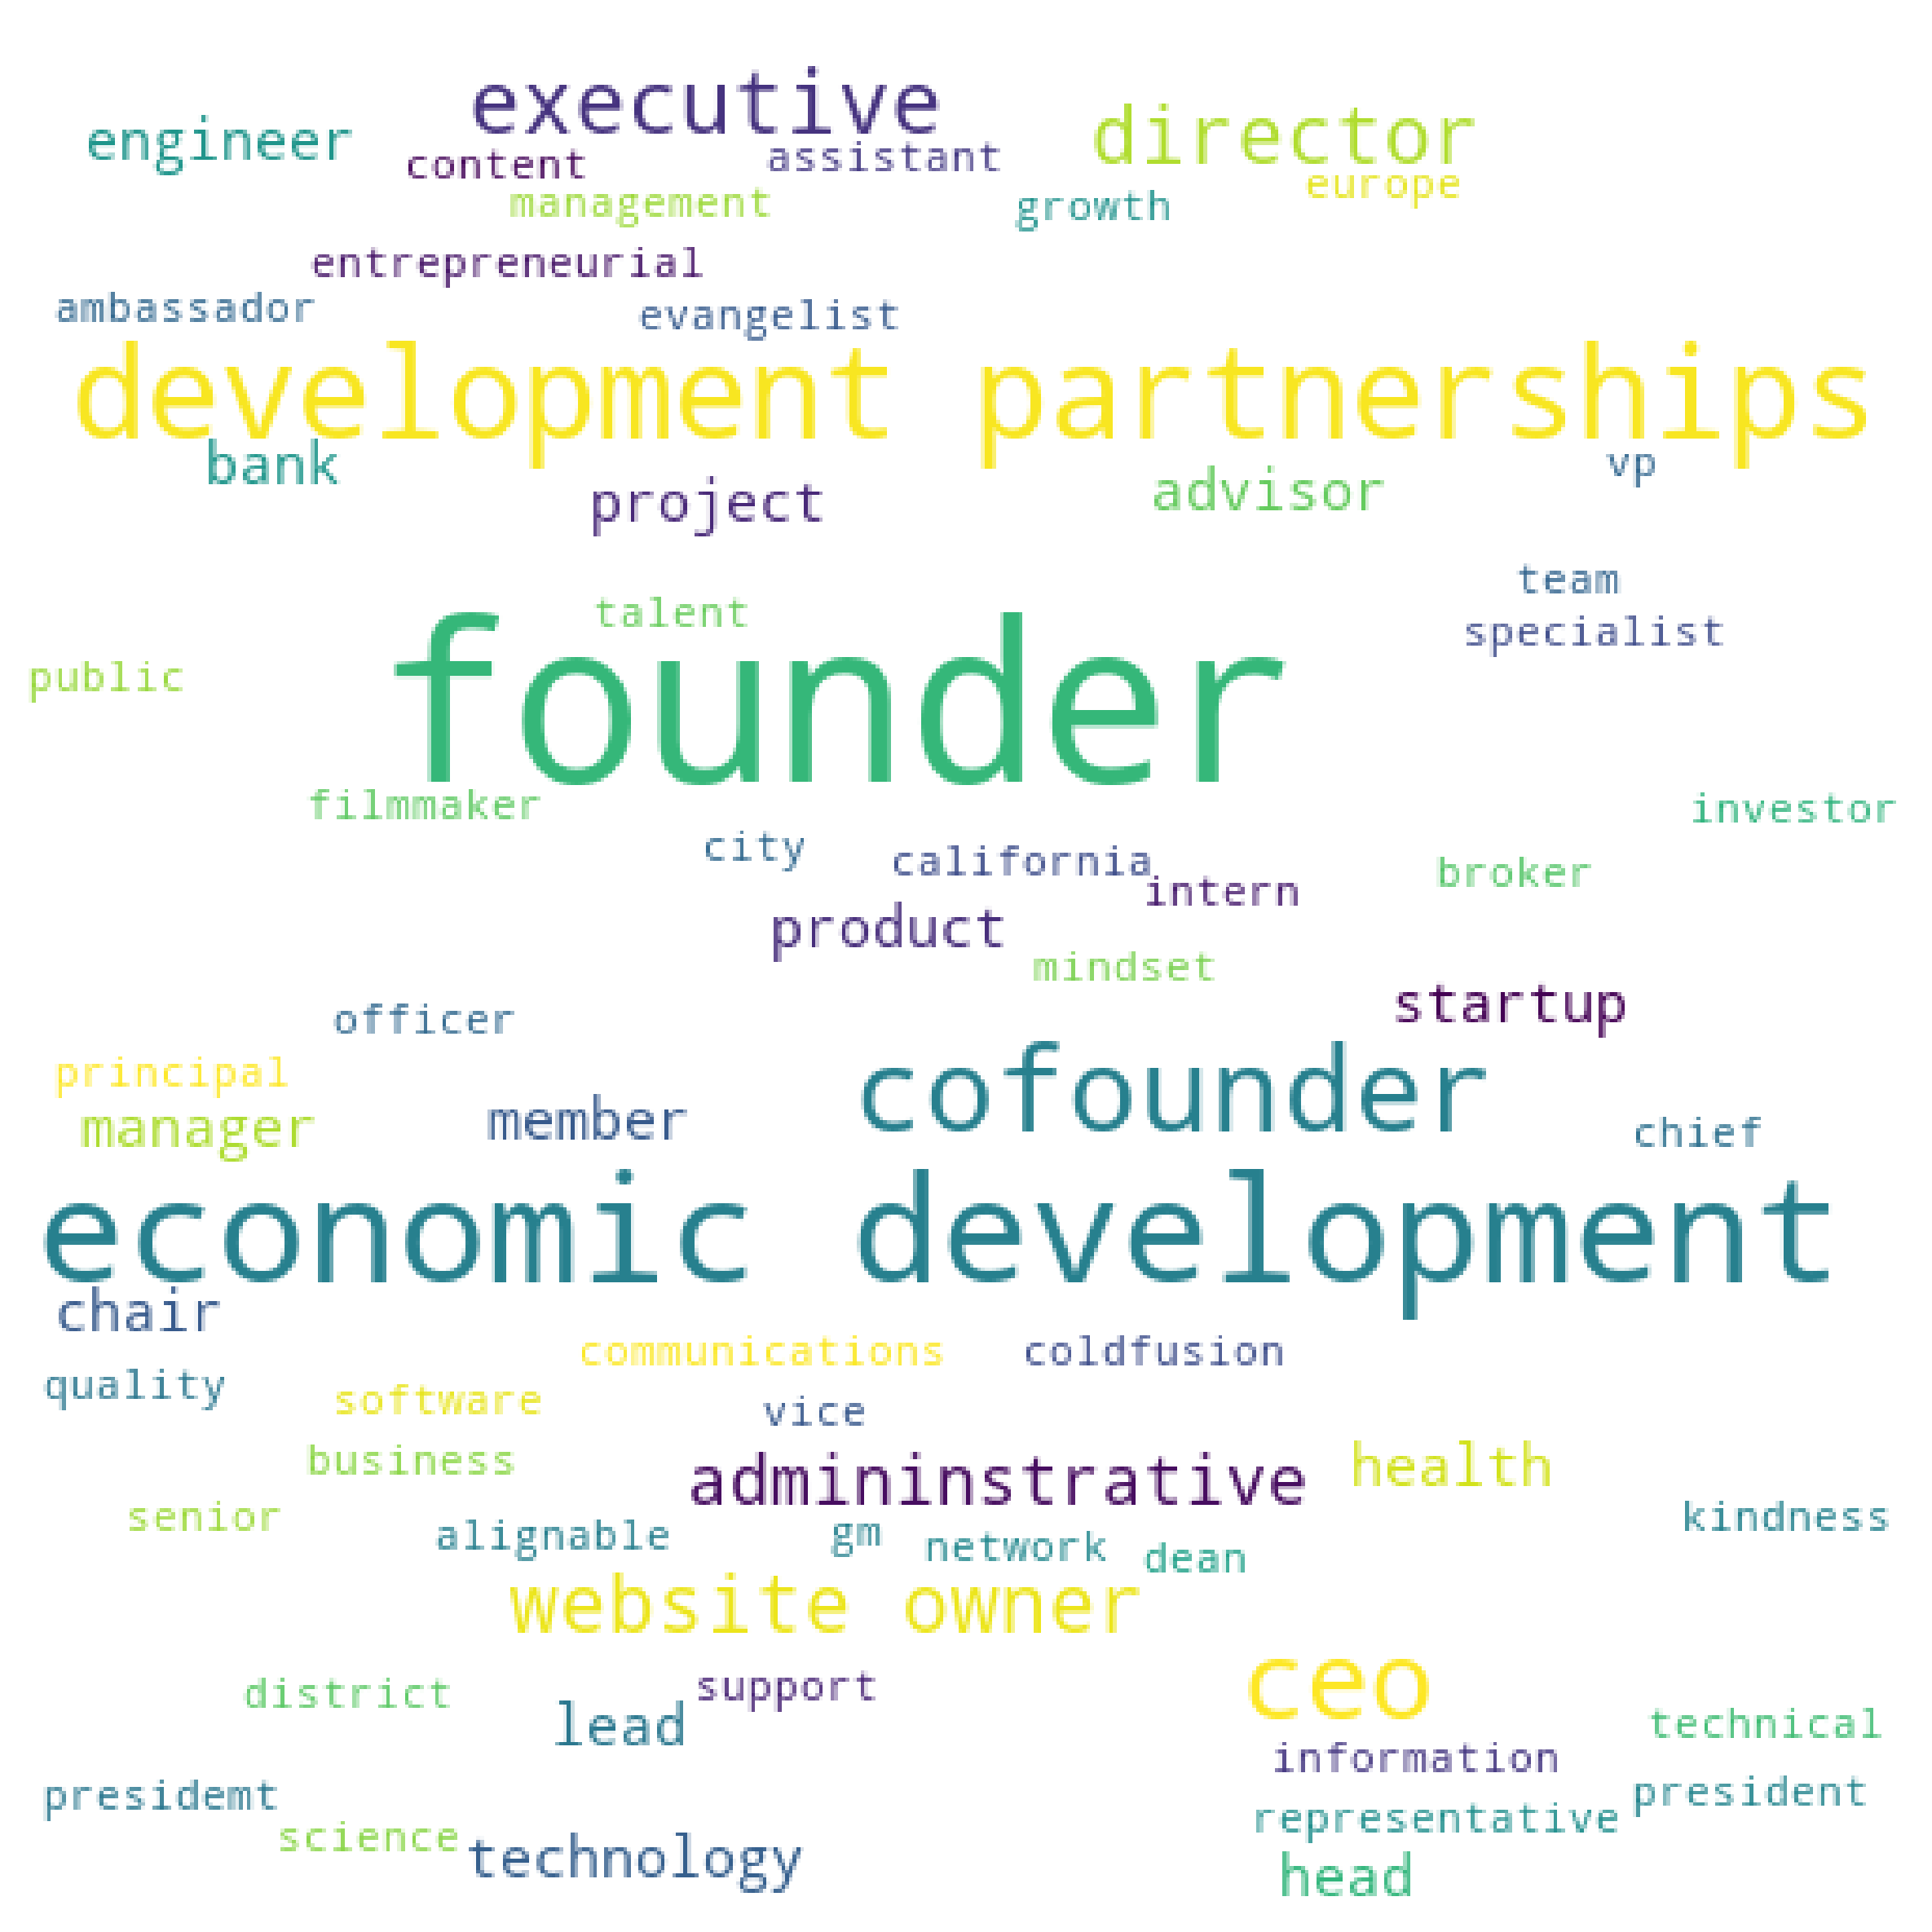 executive
director
engineer
content
assistant
europe
management
growth
entrepreneurial
ambassador
evangelist
development partnerships
bank
vp
project
advisor
team
talent
specialist
public
founder
filmmaker
investor
city
california
broker
intern
product
mindset
startup
officer
principal
cofounder
manager
member
chief
economic development
chair
communications
coldfusion
quality
software
vice
business
admininstrative
health
senior
kindness
alignable
gm
network
dean
website owner
district
support
ceo
lead
technical
information
presidemt
president
representative
science
technology
head